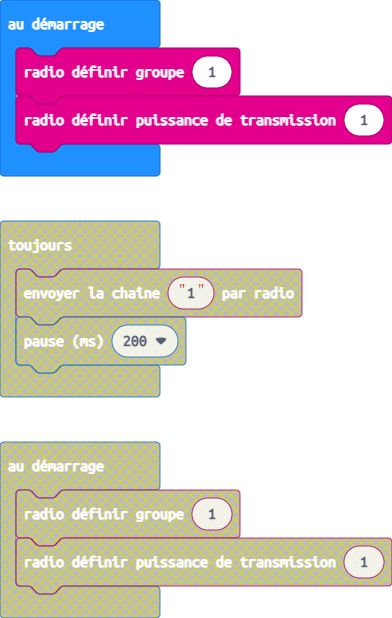 au démarrage
radio définir groupe 1
radio définir puissance de transmission 1
toujours
envoyer la chaine "1" par radio
pause (ms) 200
au démarrage
radio définir groupe 1
radio définir puissance de transmission 1